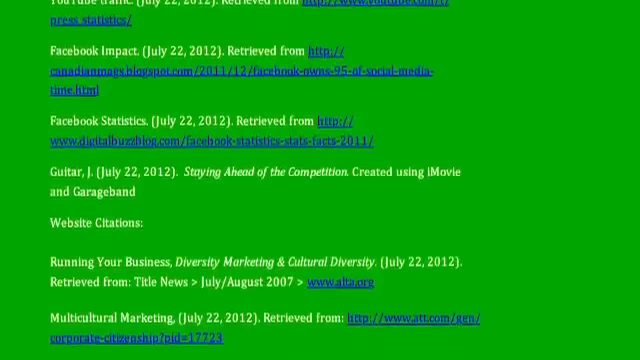 YouTube traffic. (July 22, 2012). Retrieved from http://www.youtube.com/t/
press_statistics/
Facebook Impact. (July 22, 2012). Retrieved from http://
canadianmags.blogspot.com/2011/12/facebook-owns-95-of-social-media-
time.html
Facebook Statistics. (July 22, 2012). Retrieved from http://
www.digitalbuzzblog.com/facebook-statistics-stats-facts-2011/
Guitar, J. (July 22, 2012).  Staying Ahead of the Competition. Created using iMovie
and Garageband
Website Citations:
Running Your Business, Diversity Marketing & Cultural Diversity. (July 22, 2012).
Retrieved from: Title News > July/August 2007 > www.alta.org
Multicultural Marketing, (July 22, 2012). Retrieved from: http://www.att.com/gen/
corporate-citizenship?pid=17723